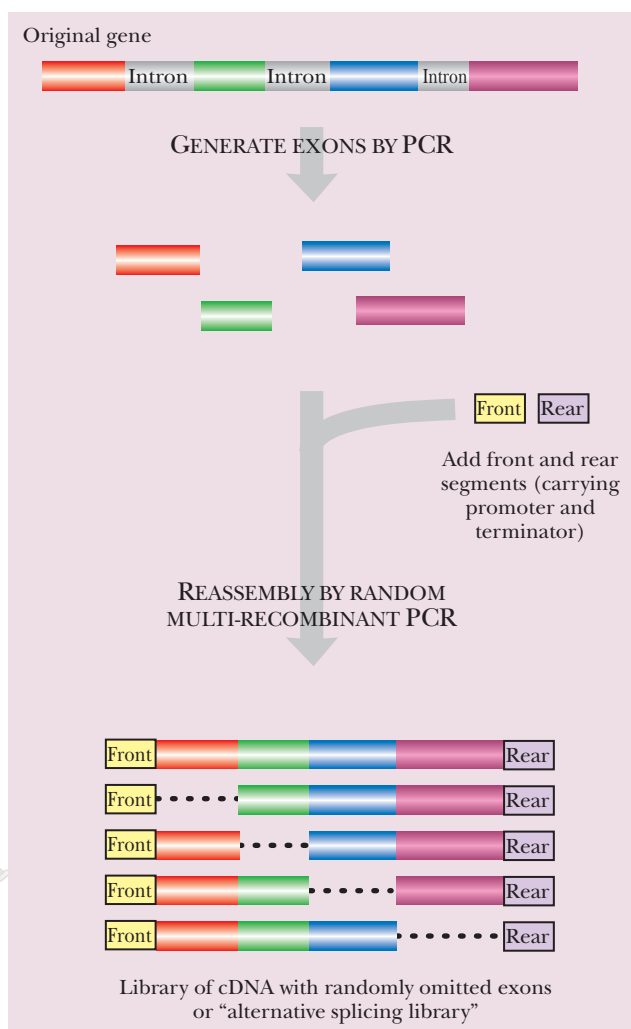 Original gene
Intron Intron Intron
GENERATE EXONS BY PCR
Front Rear
Add front and rear
segments (carrying
promoter and
terminator)
REASSEMBLY BY RANDOM
MULTI-RECOMBINANT PCR
Front Rear
Front Rear
Front Rear
Front Rear
Front Rear
Library of cDNA with randomly omitted exons
or “alternative splicing library”